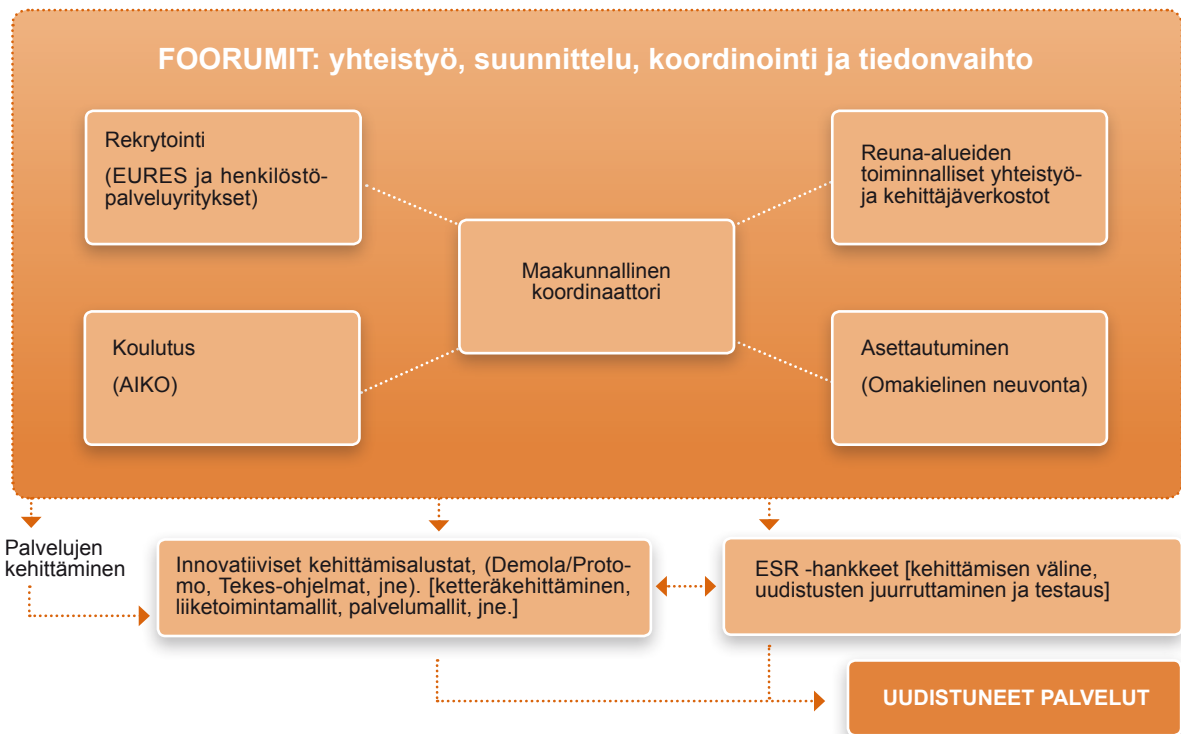 FOORUMIT: yhteistyö, suunnittelu, koordinointi ja tiedonvaihto
Rekrytointi
(EURES ja henkilöstö-
palveluyritykset)
Reuna-alueiden
toiminnalliset yhteistyö-
ja kehittäjäverkostot
Maakunnallinen
koordinaattori
Koulutus
(AIKO)
Asettautuminen
(Omakielinen neuvonta)
Palvelujen
kehittäminen
Innovatiiviset kehittämisalustat, (Demola/Proto-
mo, Tekes-ohjelmat, jne). [ketteräkehittäminen,
liiketoimintamallit, palvelumallit, jne.]
ESR -hankkeet [kehittämisen väline,
uudistusten juurruttaminen ja testaus]
UUDISTUNEET PALVELUT